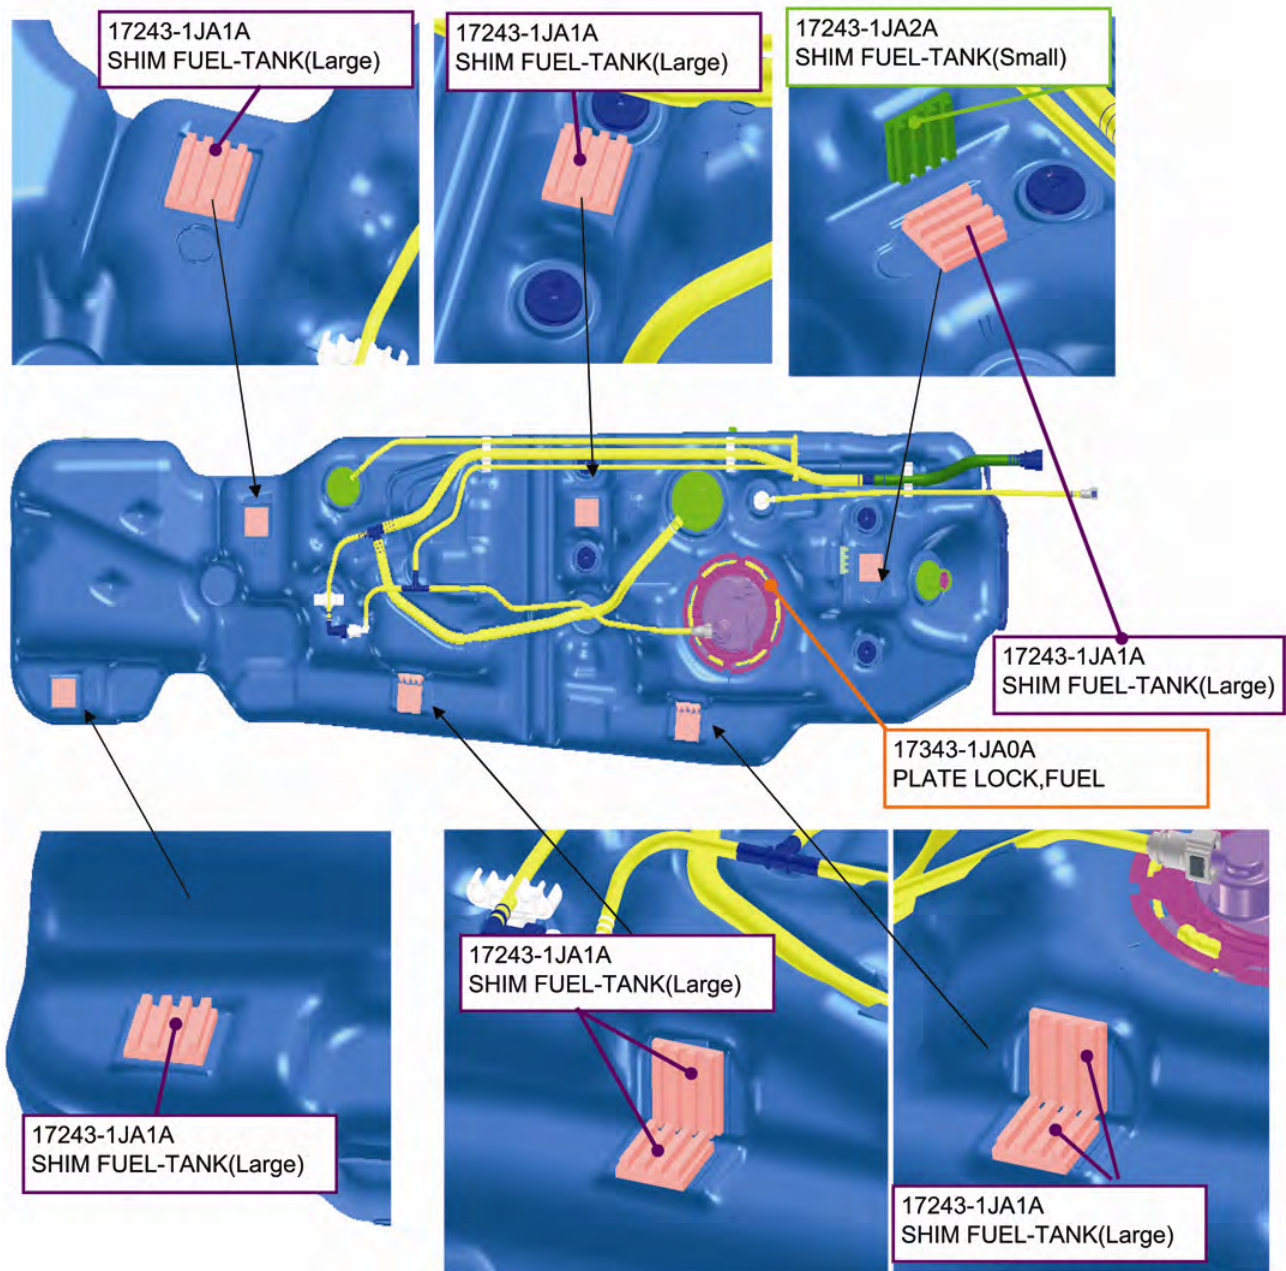 17243-1JA1A
SHIM FUEL-TANK(Large)
17243-1JA1A
SHIM FUEL-TANK(Large)
17243-1JA2A
SHIM FUEL-TANK(Small)
17243-1JA1A
SHIM FUEL-TANK(Large)
17343-1JA0A
PLATE LOCK,FUEL
17243-1JA1A
SHIM FUEL-TANK(Large)
17243-1JA1A
SHIM FUEL-TANK(Large)
17243-1JA1A
SHIM FUEL-TANK(Large)